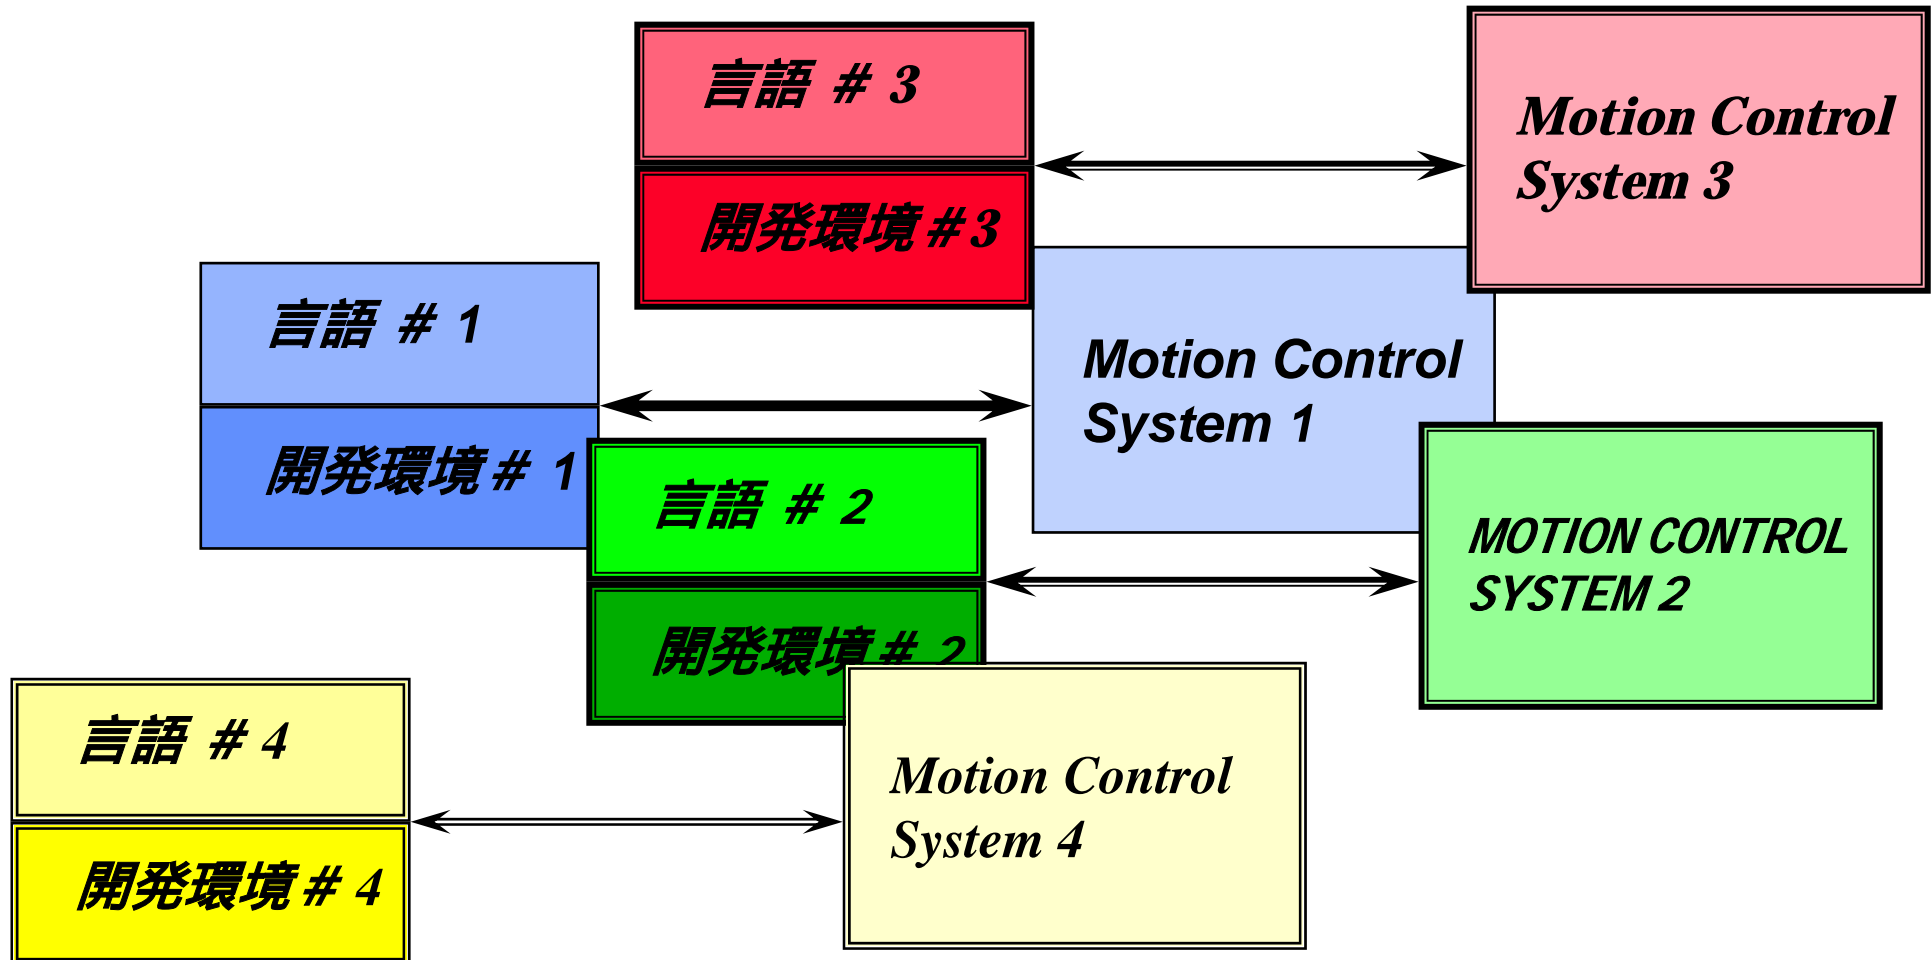 言語 # 3
開発環境#3
Motion Control
System 3
言語 # 1
開発環境# 1
Motion Control
System 1
言語 # 2
開発環境# 2
MOTION CONTROL
SYSTEM 2
言語 # 4
開発環境# 4
Motion Control
System 4